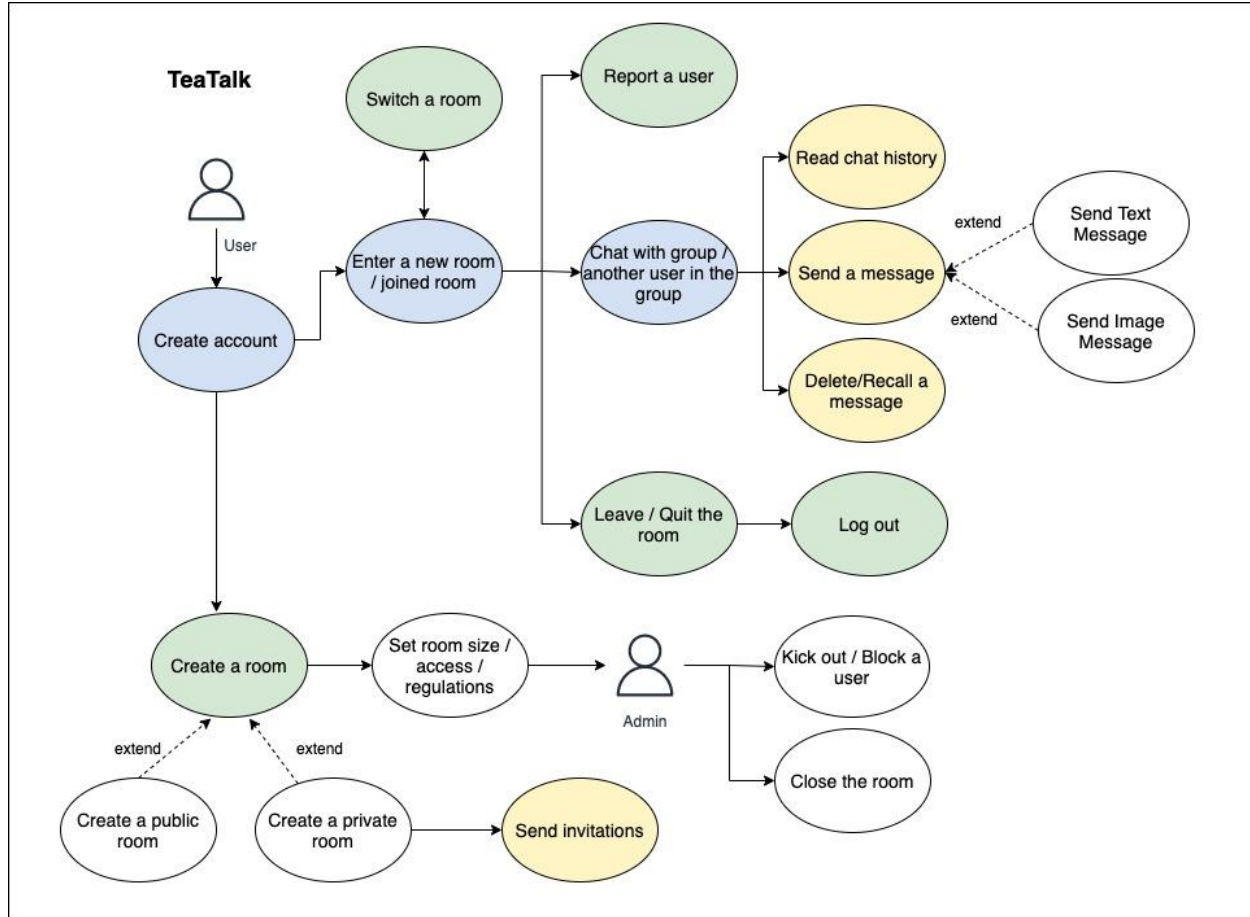 TeaTalk
Switch a room
Report a user
Read chat history
User
Enter a new room
/ joined room
Chat with group /
another user in the
group
Send a message
extend
Send Text
Message
extend
Send Image
Message
Create account
Delete/Recall a
message
Leave / Quit the
room
Log out
Create a room
Set room size /
access /
regulations
Admin
Kick out / Block a
user
extend
extend
Close the room
Create a public
room
Create a private
room
Send invitations